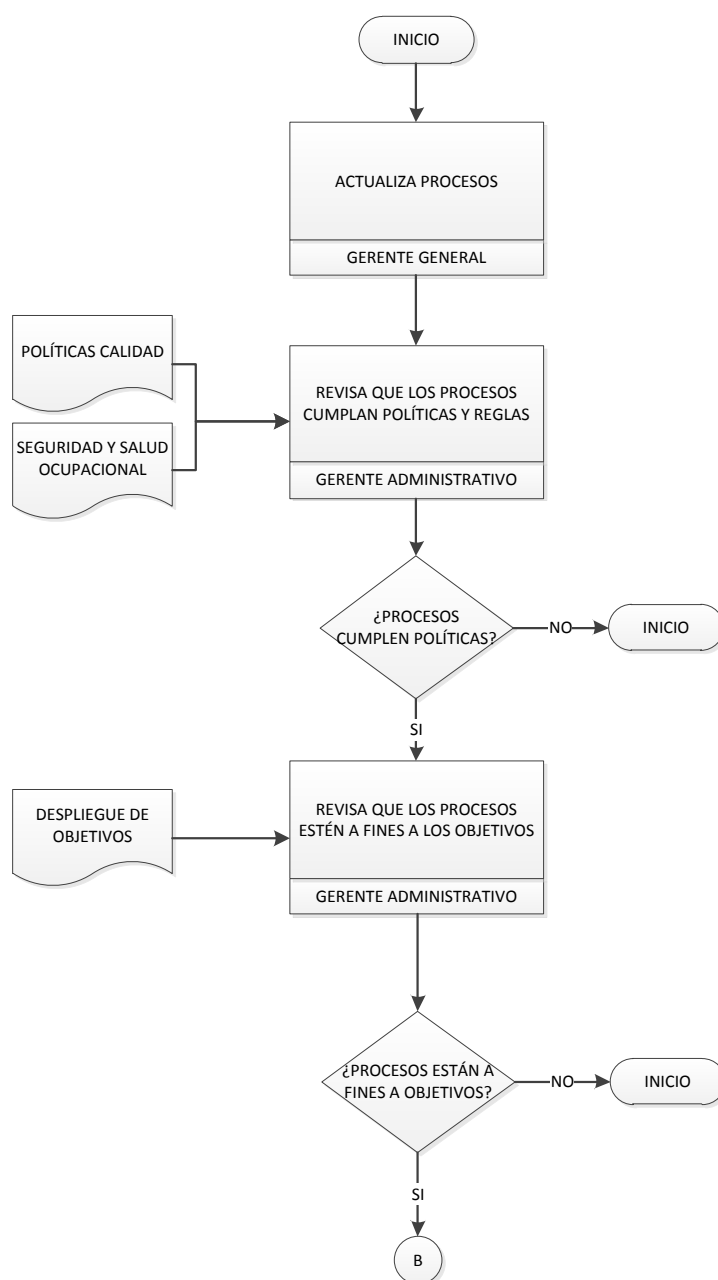 INICIO
ACTUALIZA PROCESOS
GERENTE GENERAL
POLÍTICAS CALIDAD
SEGURIDAD Y SALUD
OCUPACIONAL
REVISA QUE LOS PROCESOS
CUMPLAN POLÍTICAS Y REGLAS
GERENTE ADMINISTRATIVO
¿PROCESOS
CUMPLEN POLÍTICAS?
NO
INICIO
SI
DESPLIEGUE DE
OBJETIVOS
REVISA QUE LOS PROCESOS
ESTÉN A FINES A LOS OBJETIVOS
GERENTE ADMINISTRATIVO
¿PROCESOS ESTÁN A
FINES A OBJETIVOS?
NO
INICIO
SI
B